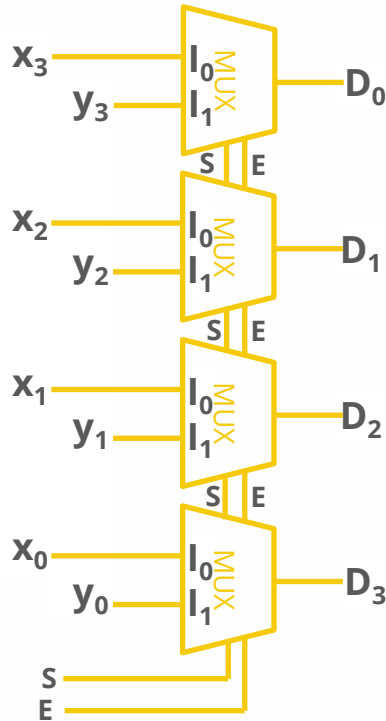 x₃ I₀ MUX D₀
y₃ I₁
S E
x₂ I₀ MUX D₁
y₂ I₁
S E
x₁ I₀ MUX D₂
y₁ I₁
S E
x₀ I₀ MUX D₃
y₀ I₁
S
E